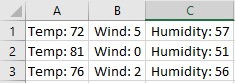 A B C
1 Temp: 72 Wind: 5 Humidity: 57
2 Temp: 81 Wind: 0 Humidity: 51
3 Temp: 76 Wind: 2 Humidity: 56